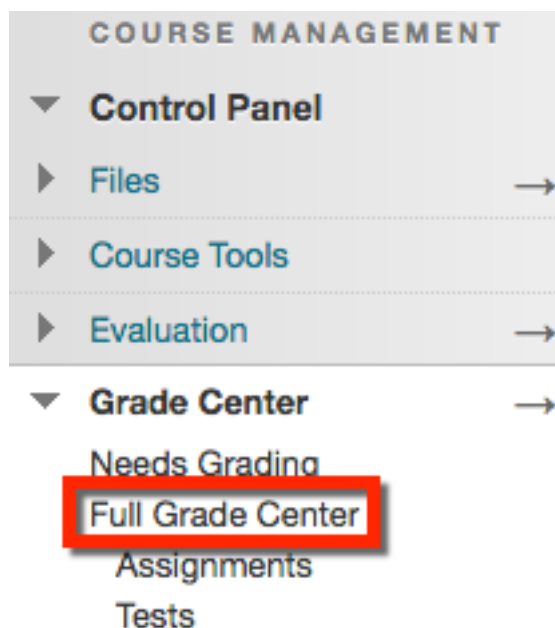 COURSE MANAGEMENT
Control Panel
Files
Course Tools
Evaluation
Grade Center
Needs Grading
Full Grade Center
Assignments
Tests